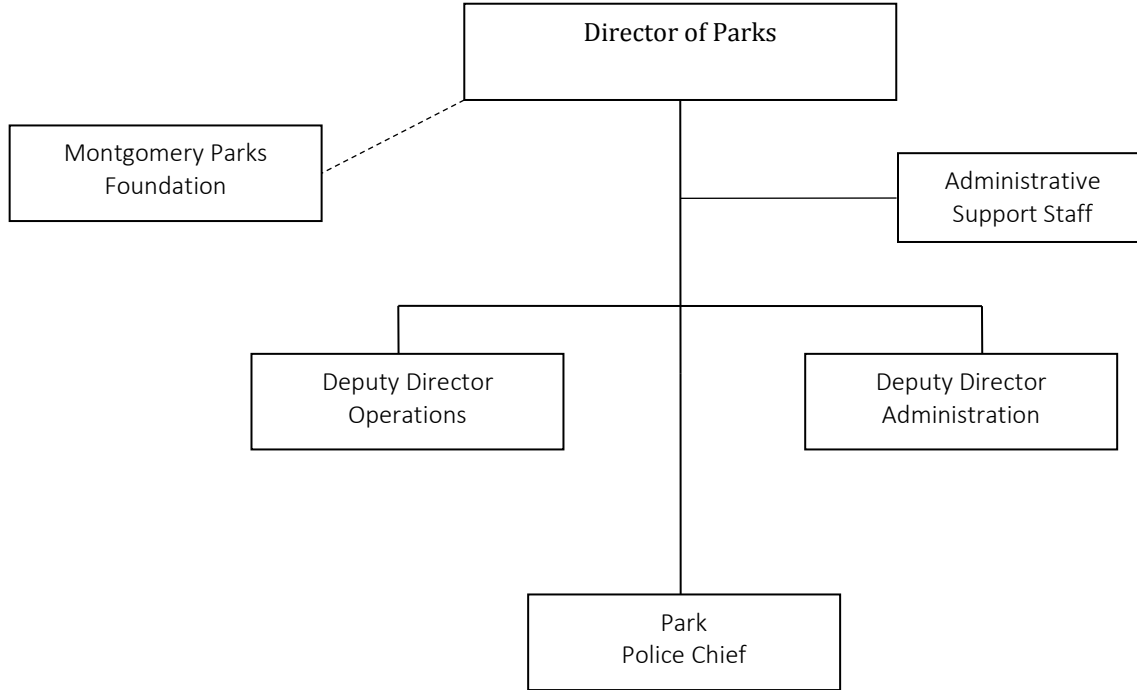 Director of Parks
Montgomery Parks
Foundation
Administrative
Support Staff
Deputy Director
Operations
Deputy Director
Administration
Park
Police Chief